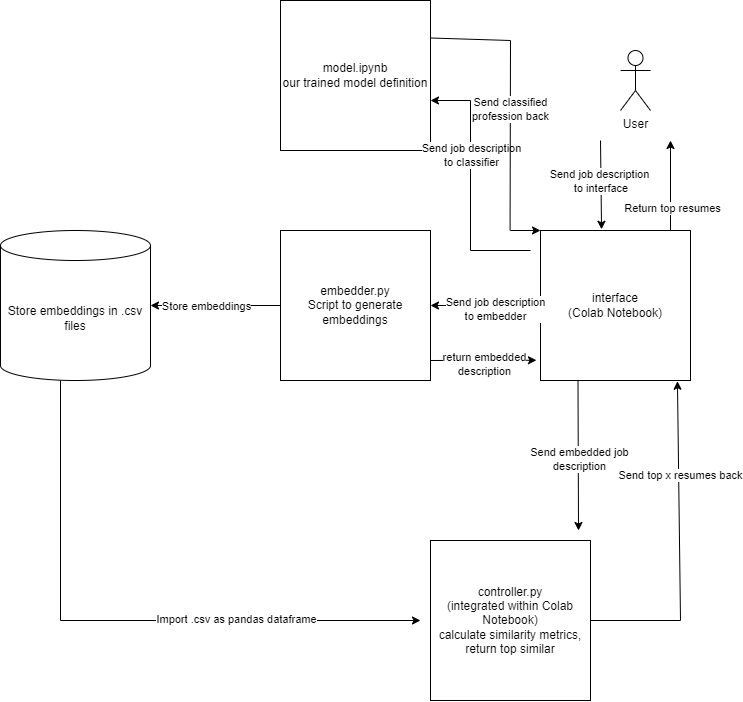 model.ipynb
our trained model definition
Send classified
profession back
Send job description
to classifier
User
Send job description
to interface
Return top resumes
Store embeddings in .csv
files
Store embeddings
embedder.py
Script to generate
embeddings
Send job description
to embedder
return embedded
description
interface
(Colab Notebook)
Send embedded job
description
Send top x resumes back
Import .csv as pandas dataframe
controller.py
(integrated within Colab
Notebook)
calculate similarity metrics,
return top similar